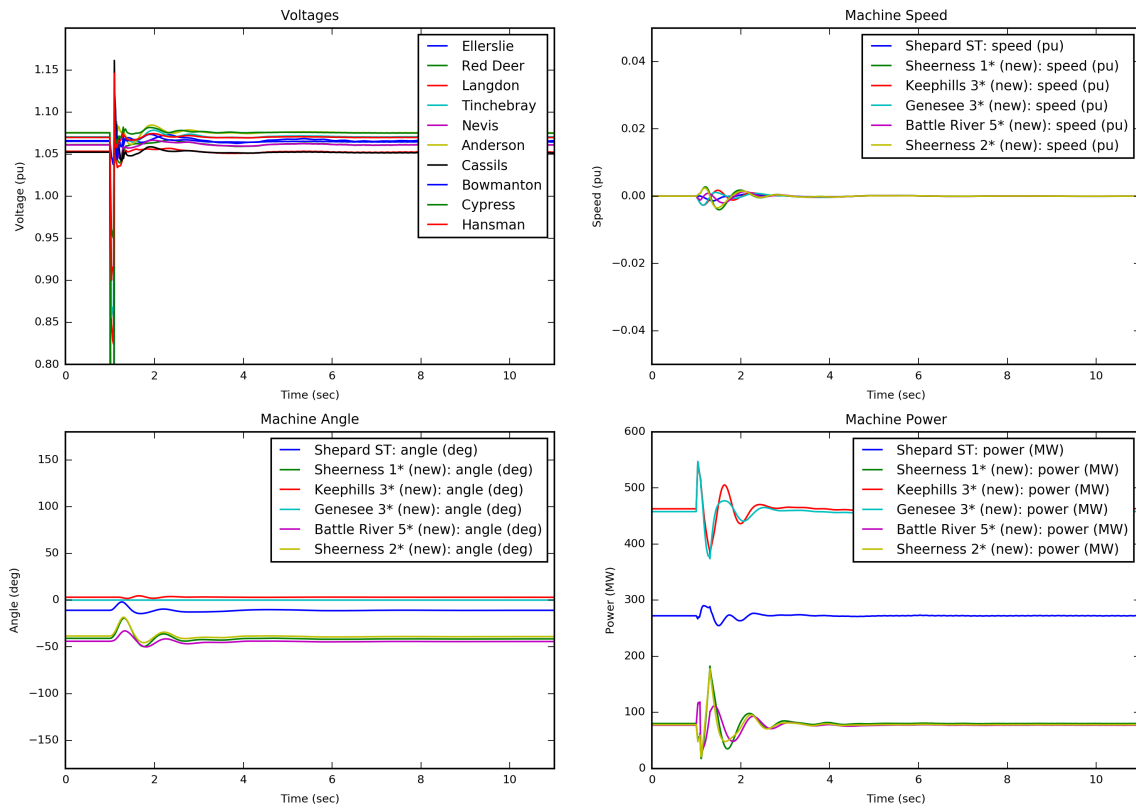 Voltages
1.15
1.10
1.05
1.00
0.95
0.90
0.85
0.80
Voltage (pu)
Ellerslie
Red Deer
Langdon
Tinchebray
Nevis
Anderson
Cassils
Bowmanton
Cypress
Hansman
0 2 4 6 8 10
Time (sec)
Machine Speed
0.04
0.02
0.00
−0.02
−0.04
Speed (pu)
Shepard ST: speed (pu)
Sheerness 1* (new): speed (pu)
Keephills 3* (new): speed (pu)
Genesee 3* (new): speed (pu)
Battle River 5* (new): speed (pu)
Sheerness 2* (new): speed (pu)
0 2 4 6 8 10
Time (sec)
Machine Angle
150
100
50
0
−50
−100
−150
Angle (deg)
Shepard ST: angle (deg)
Sheerness 1* (new): angle (deg)
Keephills 3* (new): angle (deg)
Genesee 3* (new): angle (deg)
Battle River 5* (new): angle (deg)
Sheerness 2* (new): angle (deg)
0 2 4 6 8 10
Time (sec)
Machine Power
600
500
400
300
200
100
0
Power (MW)
Shepard ST: power (MW)
Sheerness 1* (new): power (MW)
Keephills 3* (new): power (MW)
Genesee 3* (new): power (MW)
Battle River 5* (new): power (MW)
Sheerness 2* (new): power (MW)
0 2 4 6 8 10
Time (sec)